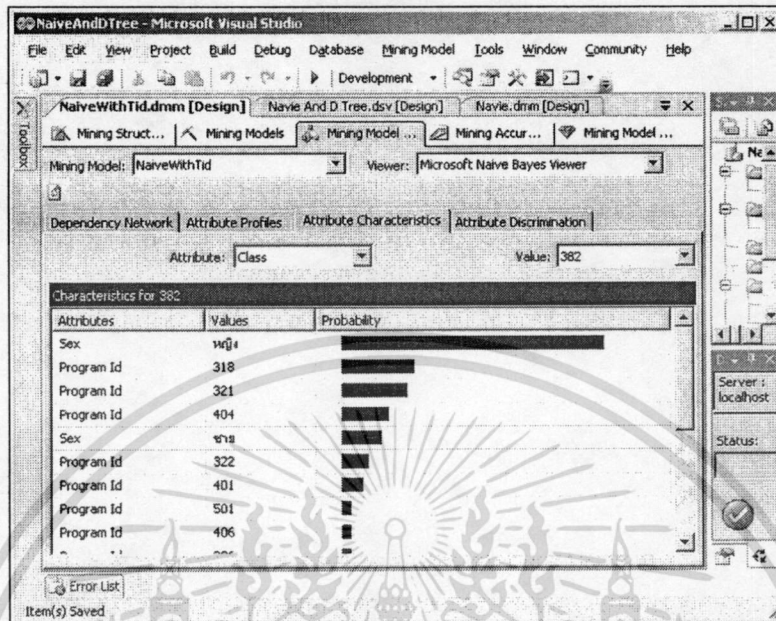 NaiveAndDTree - Microsoft Visual Studio
File Edit View Project Build Debug Database Mining Model Tools Window Community Help
Development
NaiveWithTid.dmm [Design] Navie And D Tree.dsv [Design] Navie.dmm [Design]
Toolbox
Mining Struct... Mining Models Mining Model ... Mining Accur... Mining Model ...
Mining Model: NaiveWithTid Viewer: Microsoft Naive Bayes Viewer
Dependency Network Attribute Profiles Attribute Characteristics Attribute Discrimination
Attribute: Class Value: 382
Characteristics for 382
Attributes Values Probability
Sex หญิง
Program Id 318
Program Id 321
Program Id 404
Sex ชาย
Program Id 322
Program Id 401
Program Id 501
Program Id 406
Server :
localhost
Status:
Error List
Item(s) Saved